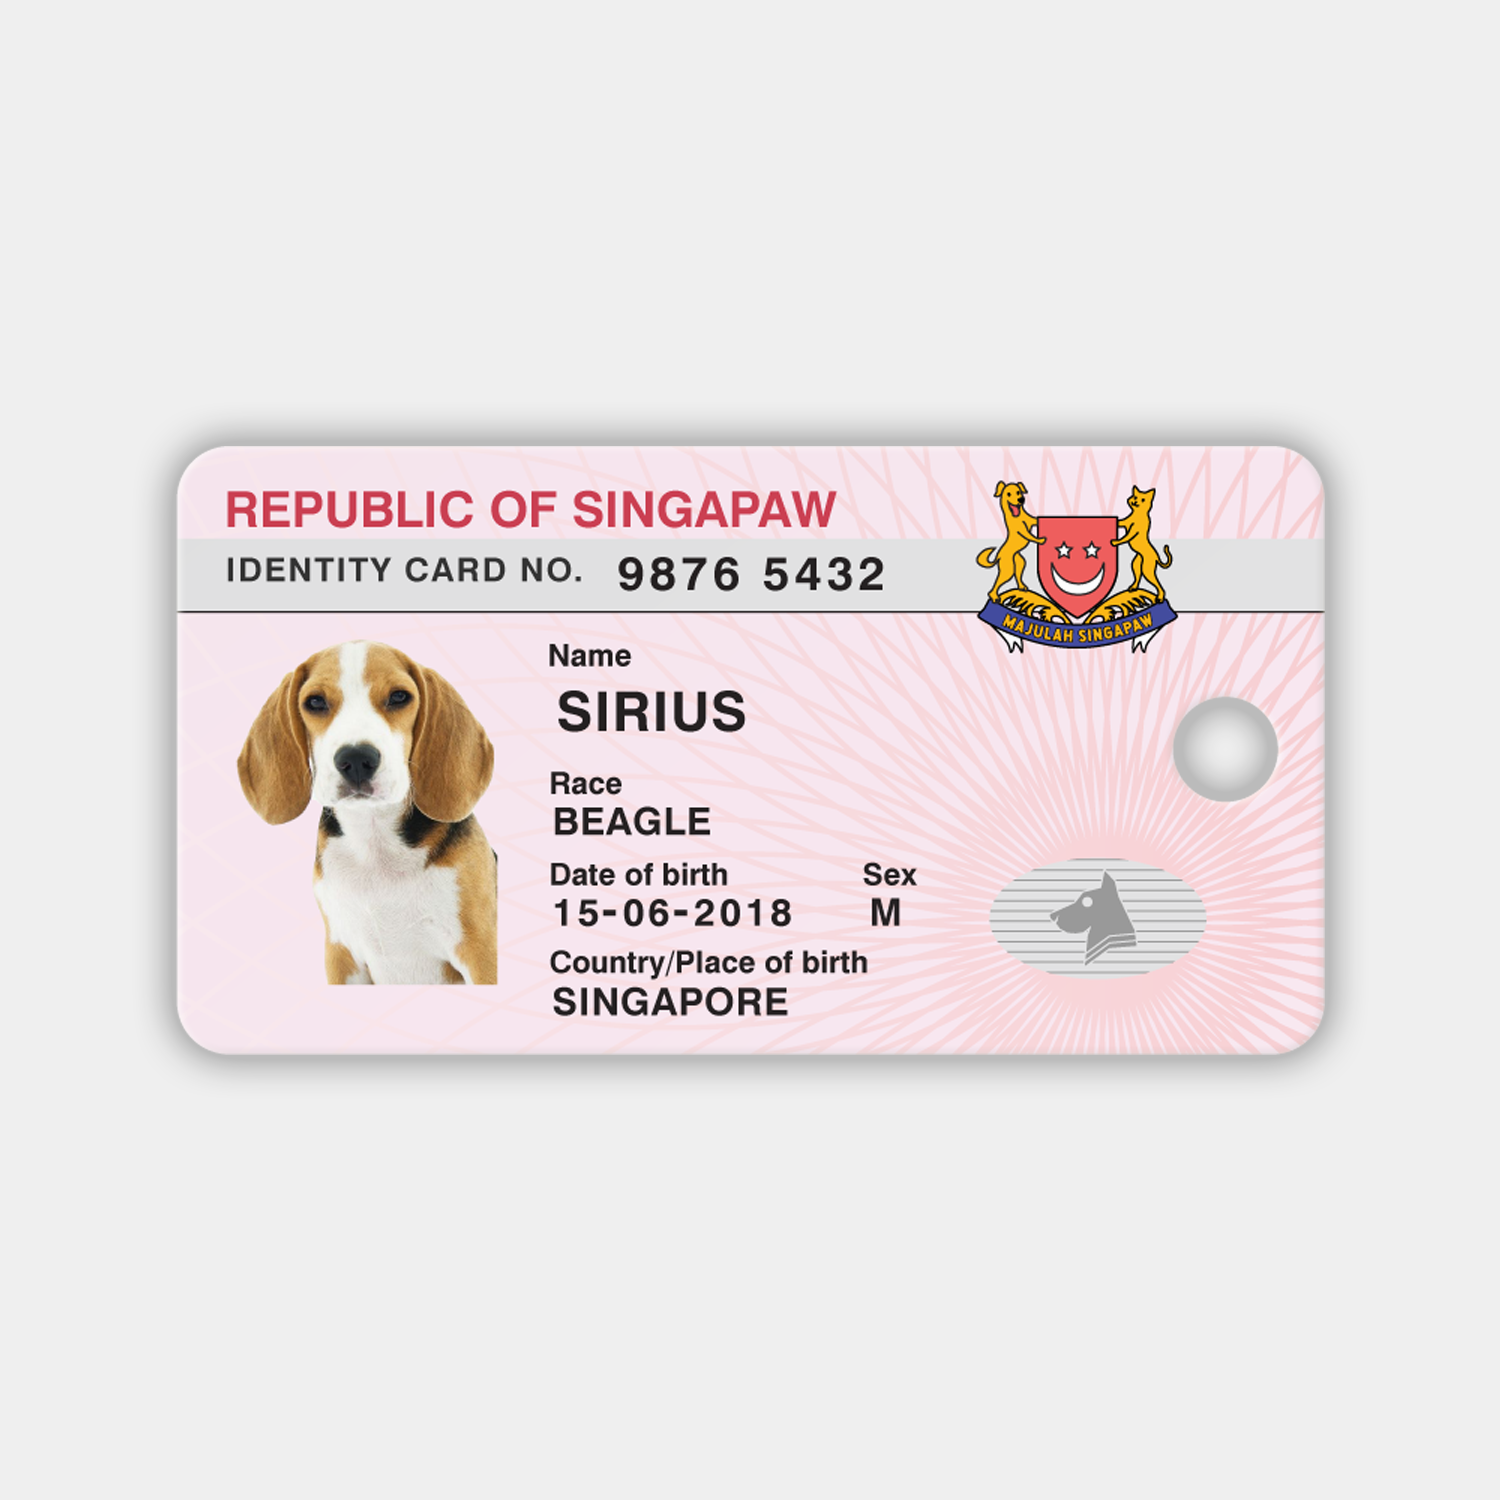 REPUBLIC OF SINGAPAW
IDENTITY CARD NO. 9876 5432
MAJULAH SINGAPAW
Name
SIRIUS
Race
BEAGLE
Date of birth Sex
15-06-2018 M
Country/Place of birth
SINGAPORE